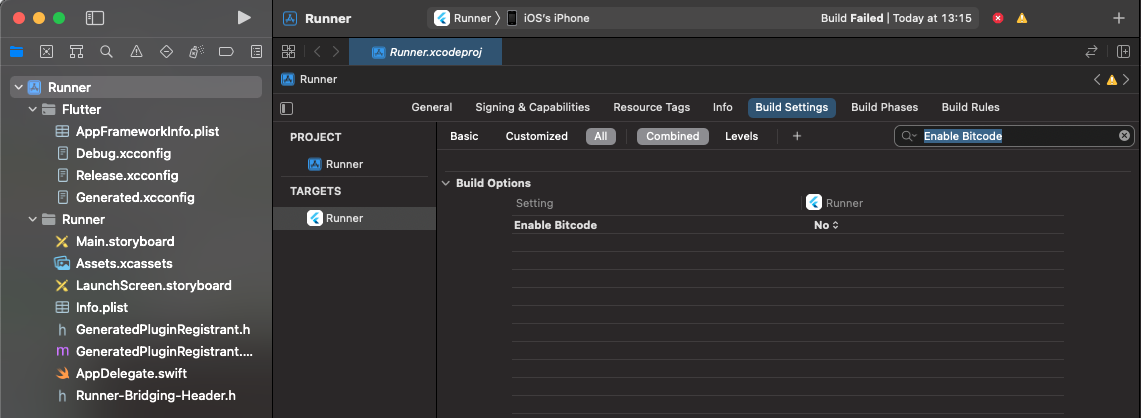 Runner
Runner
iOS's iPhone
Build Failed | Today at 13:15
Runner.xcodeproj
Runner
Runner
Flutter
AppFrameworkInfo.plist
Debug.xcconfig
Release.xcconfig
Generated.xcconfig
Runner
Main.storyboard
Assets.xcassets
LaunchScreen.storyboard
Info.plist
GeneratedPluginRegistrant.h
GeneratedPluginRegistrant....
AppDelegate.swift
Runner-Bridging-Header.h
General Signing & Capabilities Resource Tags Info Build Settings Build Phases Build Rules
PROJECT
Runner
TARGETS
Runner
Basic Customized All Combined Levels + Enable Bitcode
Build Options
Setting Runner
Enable Bitcode No